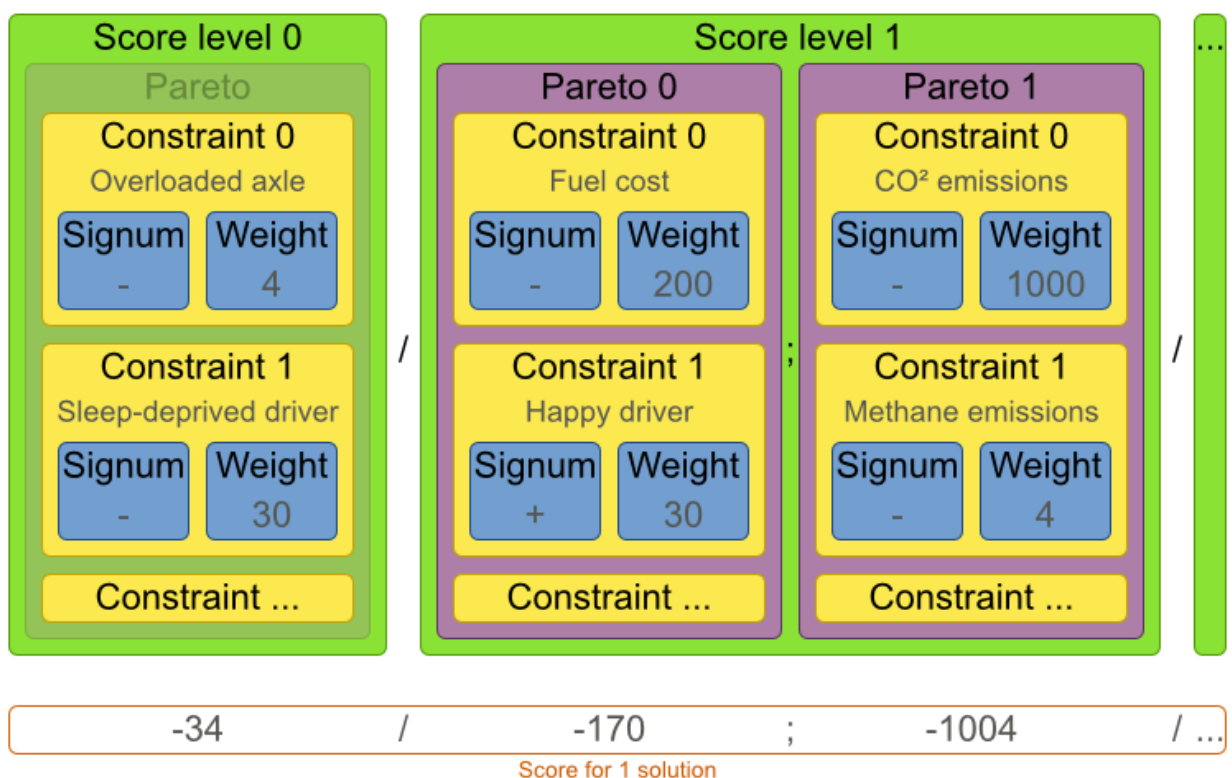 Score level 0
Pareto
Constraint 0
Overloaded axle
Signum Weight
- 4
Constraint 1
Sleep-deprived driver
Signum Weight
- 30
Constraint ...
/
Score level 1
Pareto 0
Constraint 0
Fuel cost
Signum Weight
- 200
Constraint 1
Happy driver
Signum Weight
+ 30
Constraint ...
;
Pareto 1
Constraint 0
CO² emissions
Signum Weight
- 1000
Constraint 1
Methane emissions
Signum Weight
- 4
Constraint ...
/
...
-34 / -170 ; -1004 / ...
Score for 1 solution